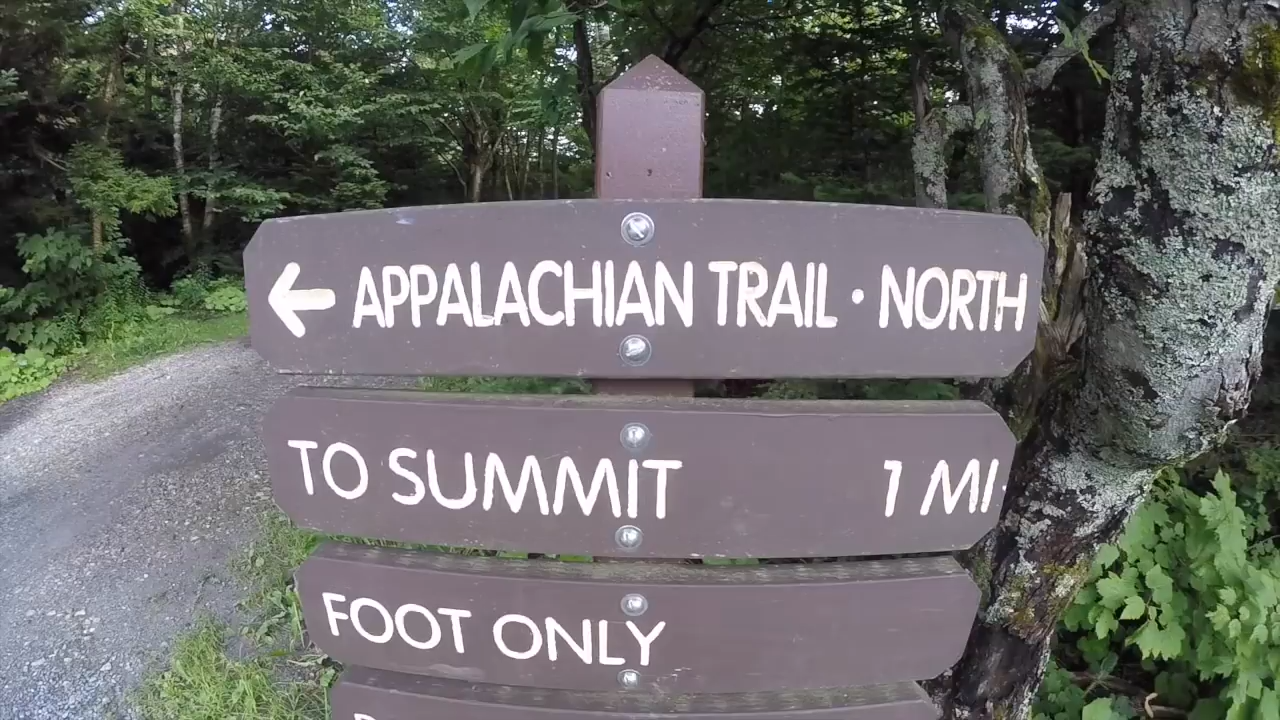 ← APPALACHIAN TRAIL · NORTH
TO SUMMIT 1 MI.
FOOT ONLY